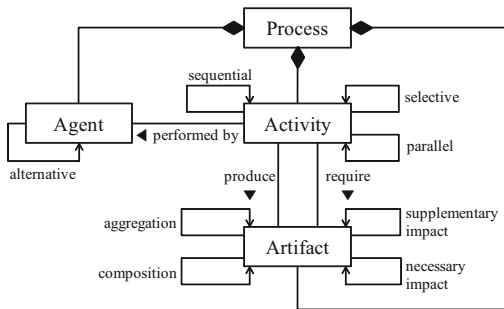 Process
sequential
selective
Agent
Activity
performed by
parallel
alternative
produce
require
aggregation
supplementary
impact
Artifact
composition
necessary
impact